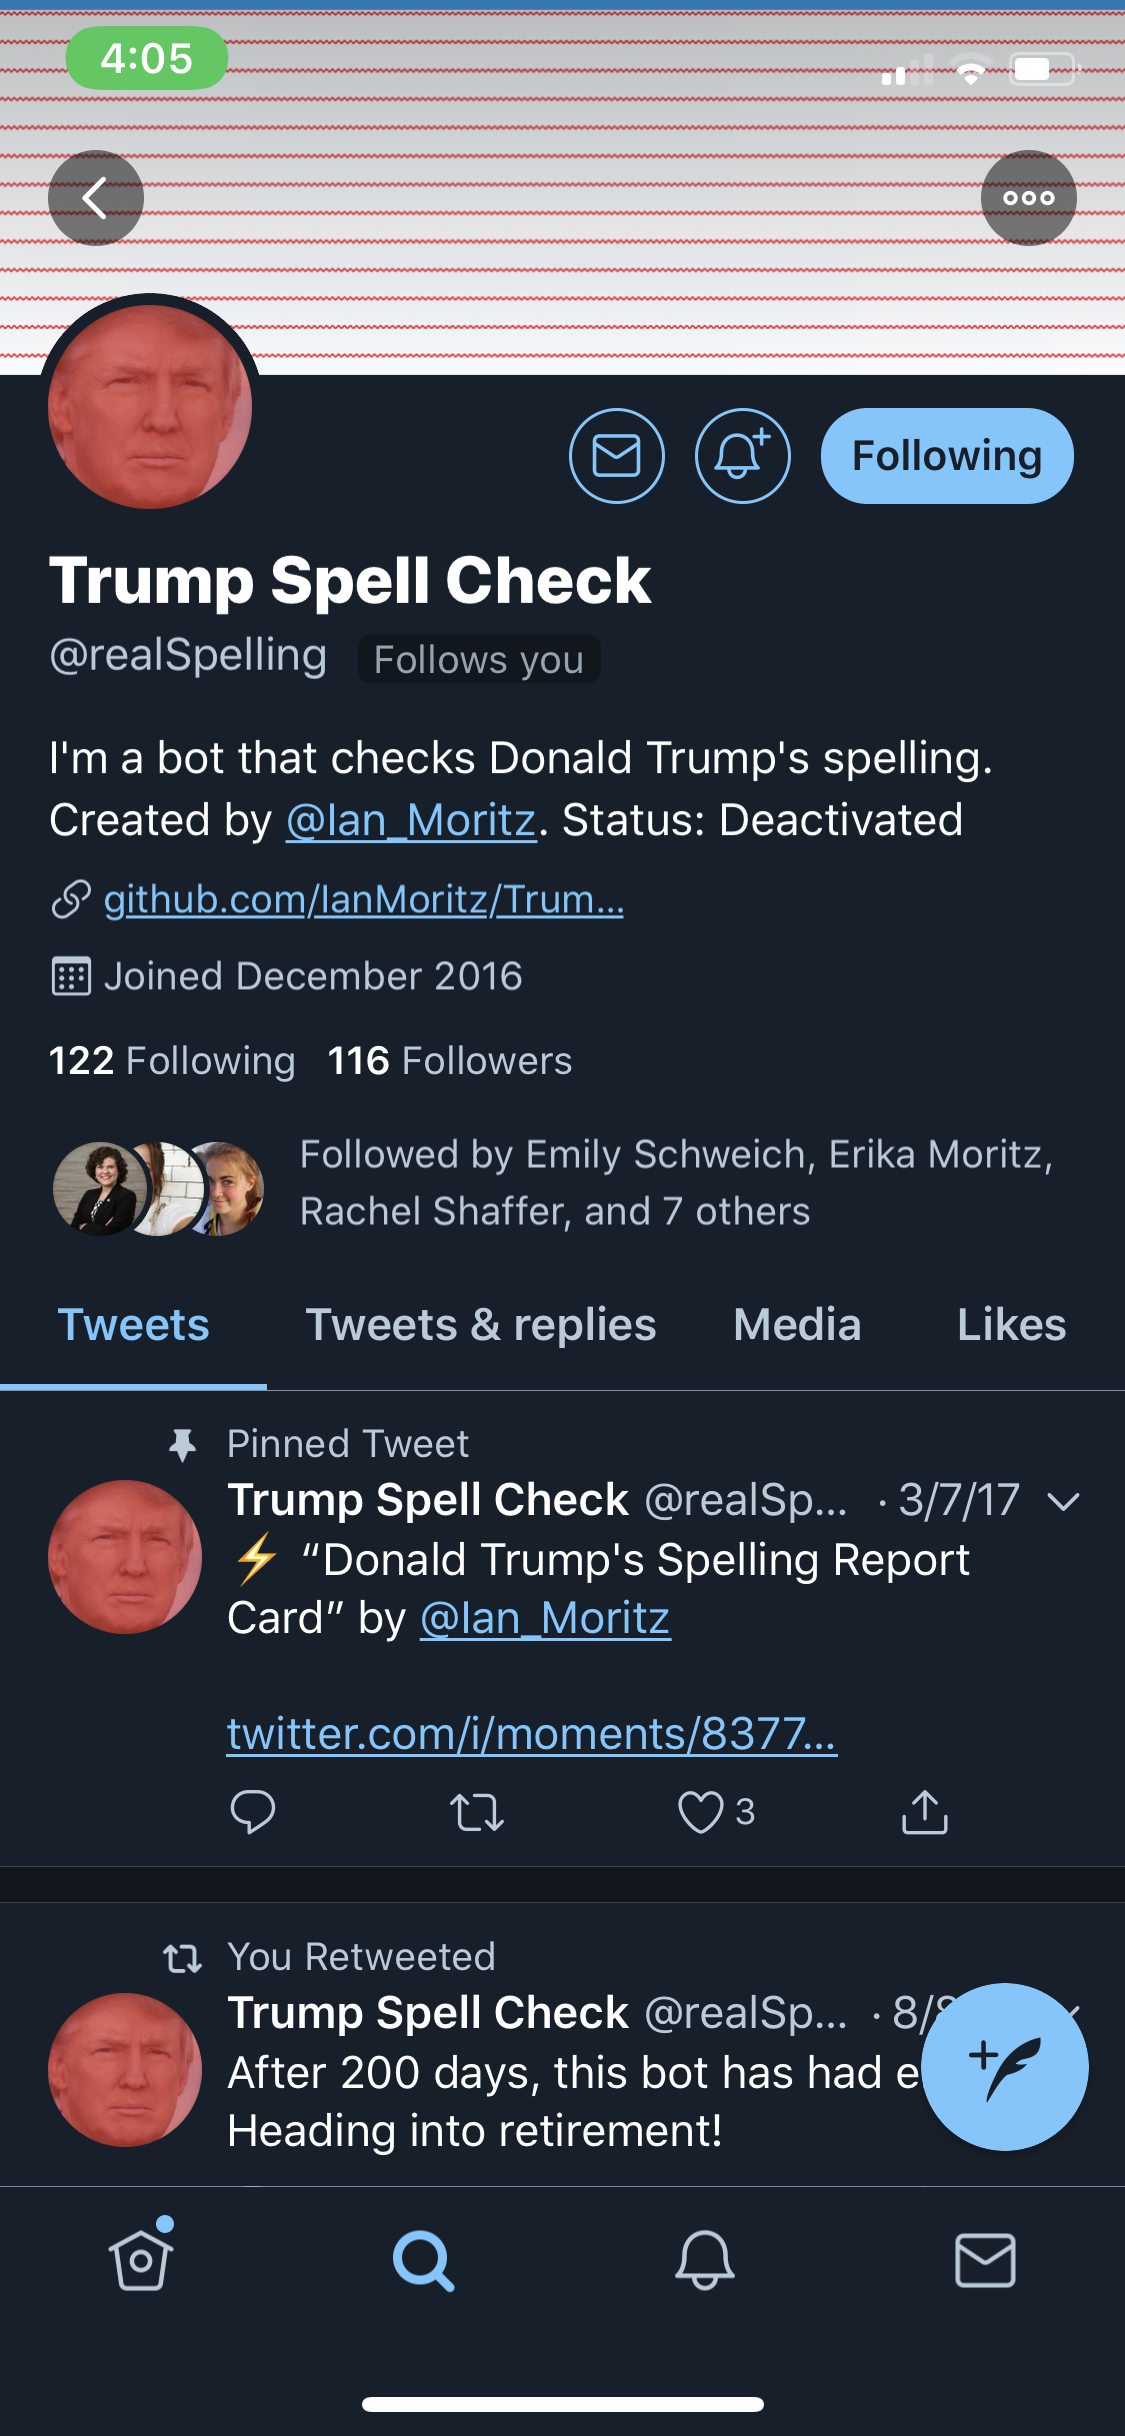 4:05
Following
Trump Spell Check
@realSpelling Follows you
I'm a bot that checks Donald Trump's spelling.
Created by @Ian_Moritz. Status: Deactivated
github.com/IanMoritz/Trum...
Joined December 2016
122 Following 116 Followers
Followed by Emily Schweich, Erika Moritz,
Rachel Shaffer, and 7 others
Tweets Tweets & replies Media Likes
Pinned Tweet
Trump Spell Check @realSp... · 3/7/17
⚡ “Donald Trump's Spelling Report
Card” by @Ian_Moritz
twitter.com/i/moments/8377...
3
You Retweeted
Trump Spell Check @realSp... ·
After 200 days, this bot has had
Heading into retirement!